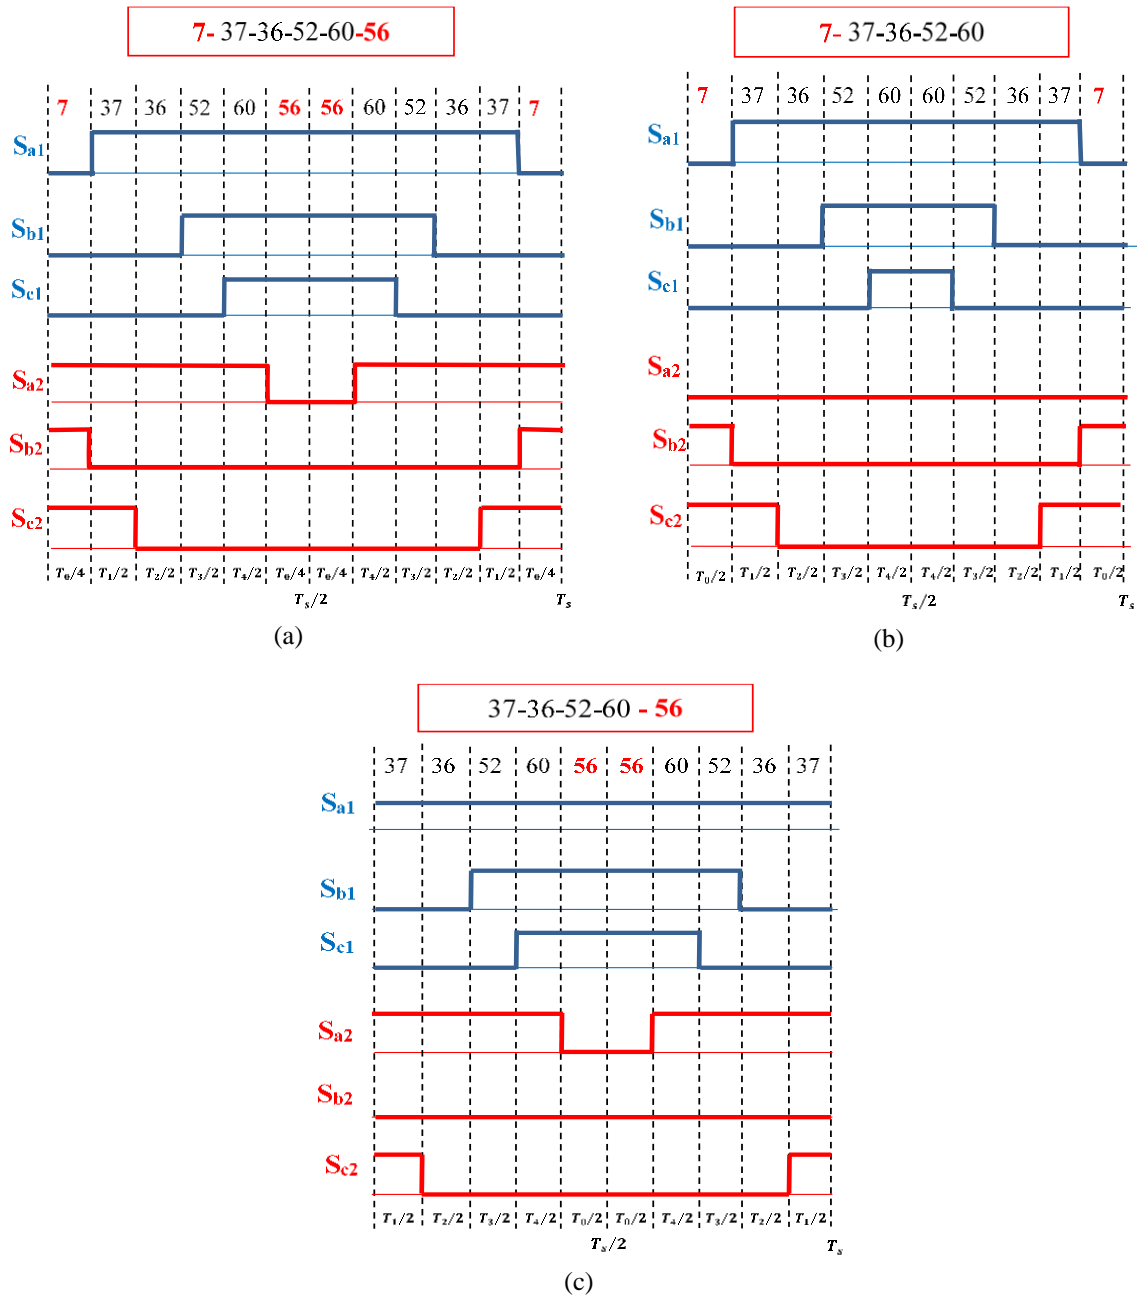 7- 37-36-52-60-56
7 37 36 52 60 56 56 60 52 36 37 7
Sa1
Sb1
Sc1
Sa2
Sb2
Sc2
T₀/4 T₁/2 T₂/2 T₃/2 T₄/2 T₀/4 T₀/4 T₄/2 T₃/2 T₂/2 T₁/2 T₀/4
Tₛ/2 Tₛ
(a)
7- 37-36-52-60
7 37 36 52 60 60 52 36 37 7
Sa1
Sb1
Sc1
Sa2
Sb2
Sc2
T₀/2 T₁/2 T₂/2 T₃/2 T₄/2 T₄/2 T₃/2 T₂/2 T₁/2 T₀/2
Tₛ/2 Tₛ
(b)
37-36-52-60 - 56
37 36 52 60 56 56 60 52 36 37
Sa1
Sb1
Sc1
Sa2
Sb2
Sc2
T₁/2 T₂/2 T₃/2 T₄/2 T₀/2 T₀/2 T₄/2 T₃/2 T₂/2 T₁/2
Tₛ/2 Tₛ
(c)